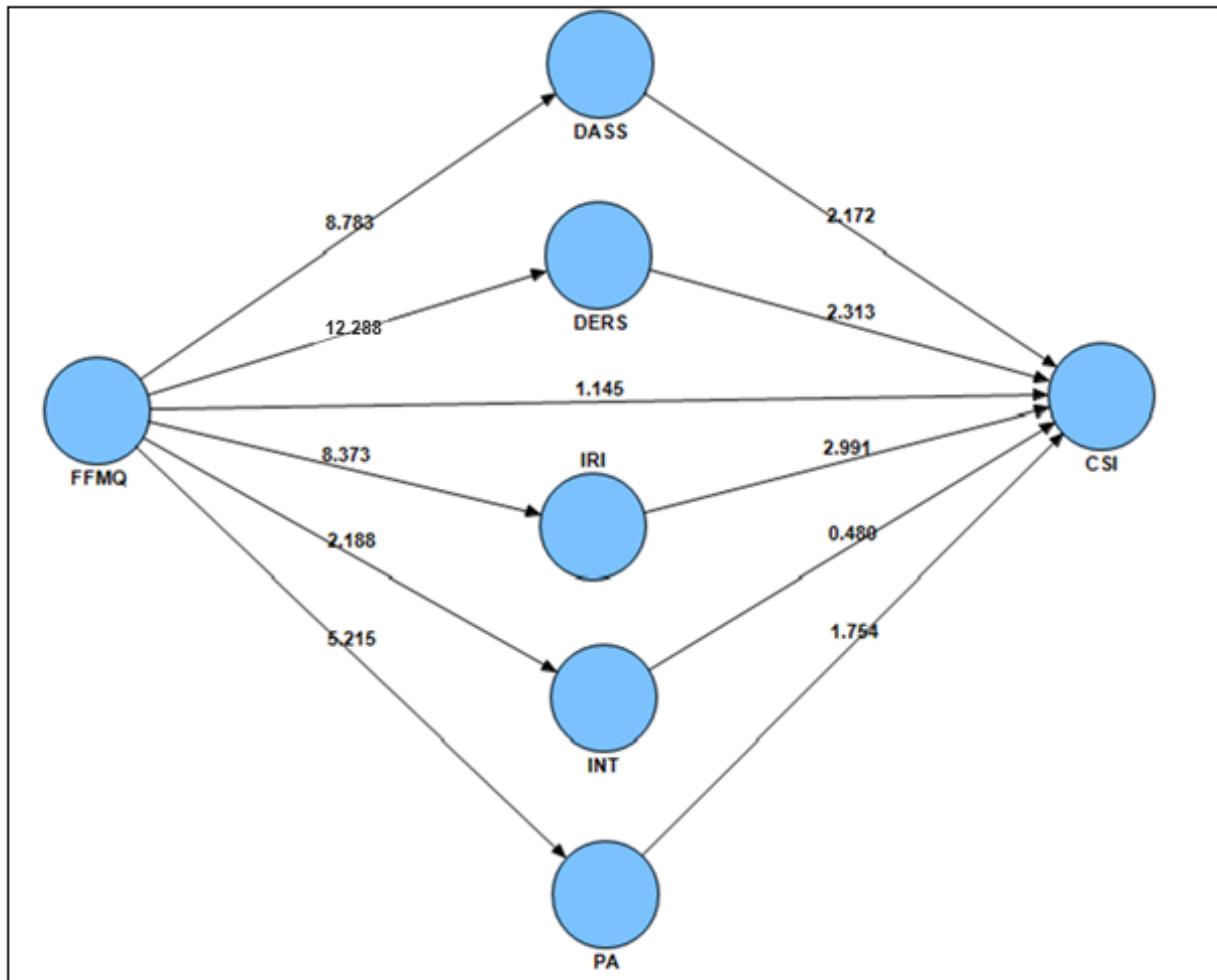 DASS
8.783
2.172
DERS
12.288
2.313
1.145
FFMQ
8.373
IRI
2.991
CSI
2.188
0.480
INT
5.215
1.754
PA